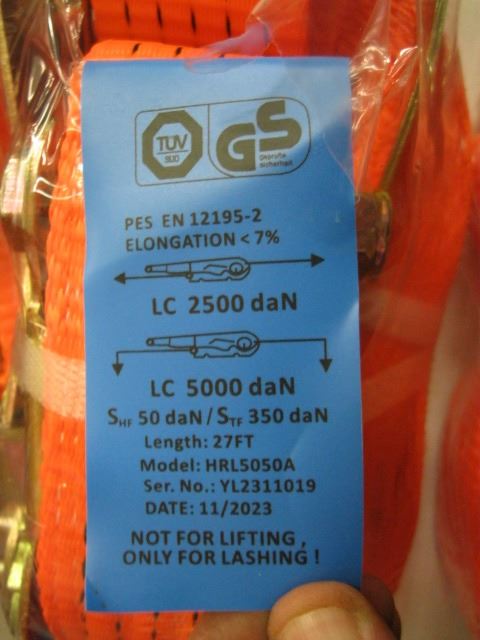 TÜV
SUD
GS
Geprüfte
sicherheit
PES EN 12195-2
ELONGATION < 7%
LC 2500 daN
LC 5000 daN
SHF 50 daN / STF 350 daN
Length: 27FT
Model: HRL5050A
Ser. No.: YL2311019
DATE: 11/2023
NOT FOR LIFTING ,
ONLY FOR LASHING !